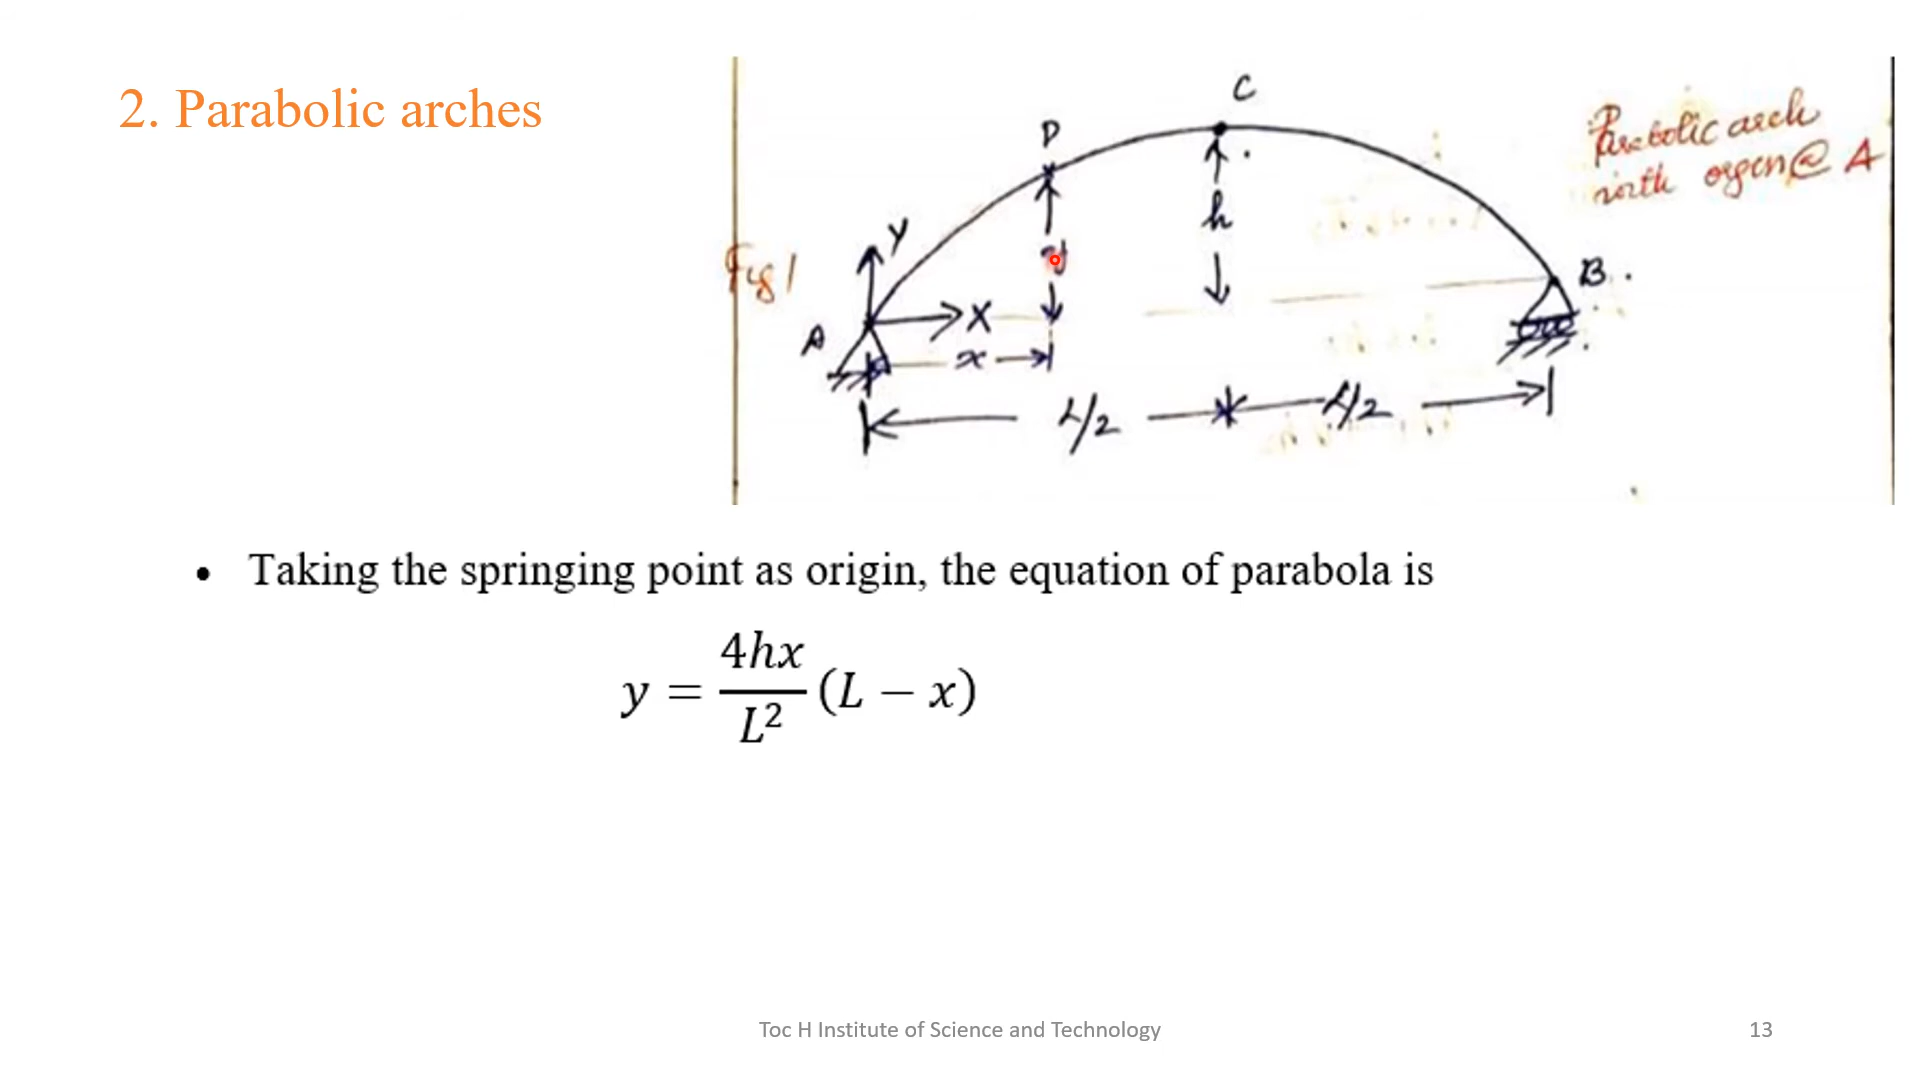 2. Parabolic arches
C
P
Parabolic arch
with orgen@ A
Y
h
y
Fig 1
B
X
A
x
L/2
L/2
• Taking the springing point as origin, the equation of parabola is
y = 4hx/L² (L − x)
Toc H Institute of Science and Technology
13